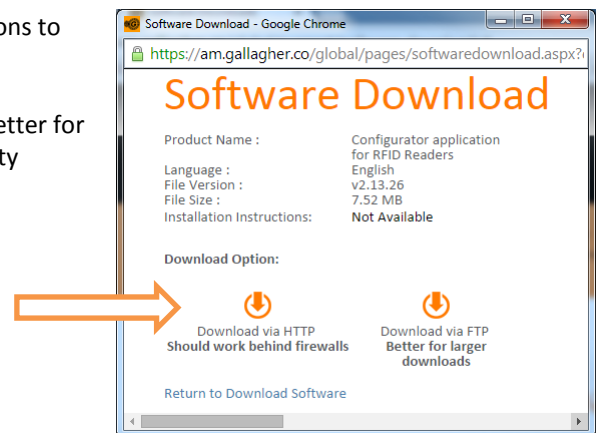 ons to
etter for
ty
Software Download - Google Chrome
https://am.gallagher.co/global/pages/softwaredownload.aspx?
Software Download
Product Name : Configurator application
for RFID Readers
Language : English
File Version : v2.13.26
File Size : 7.52 MB
Installation Instructions: Not Available
Download Option:
Download via HTTP Download via FTP
Should work behind firewalls Better for larger
downloads
Return to Download Software